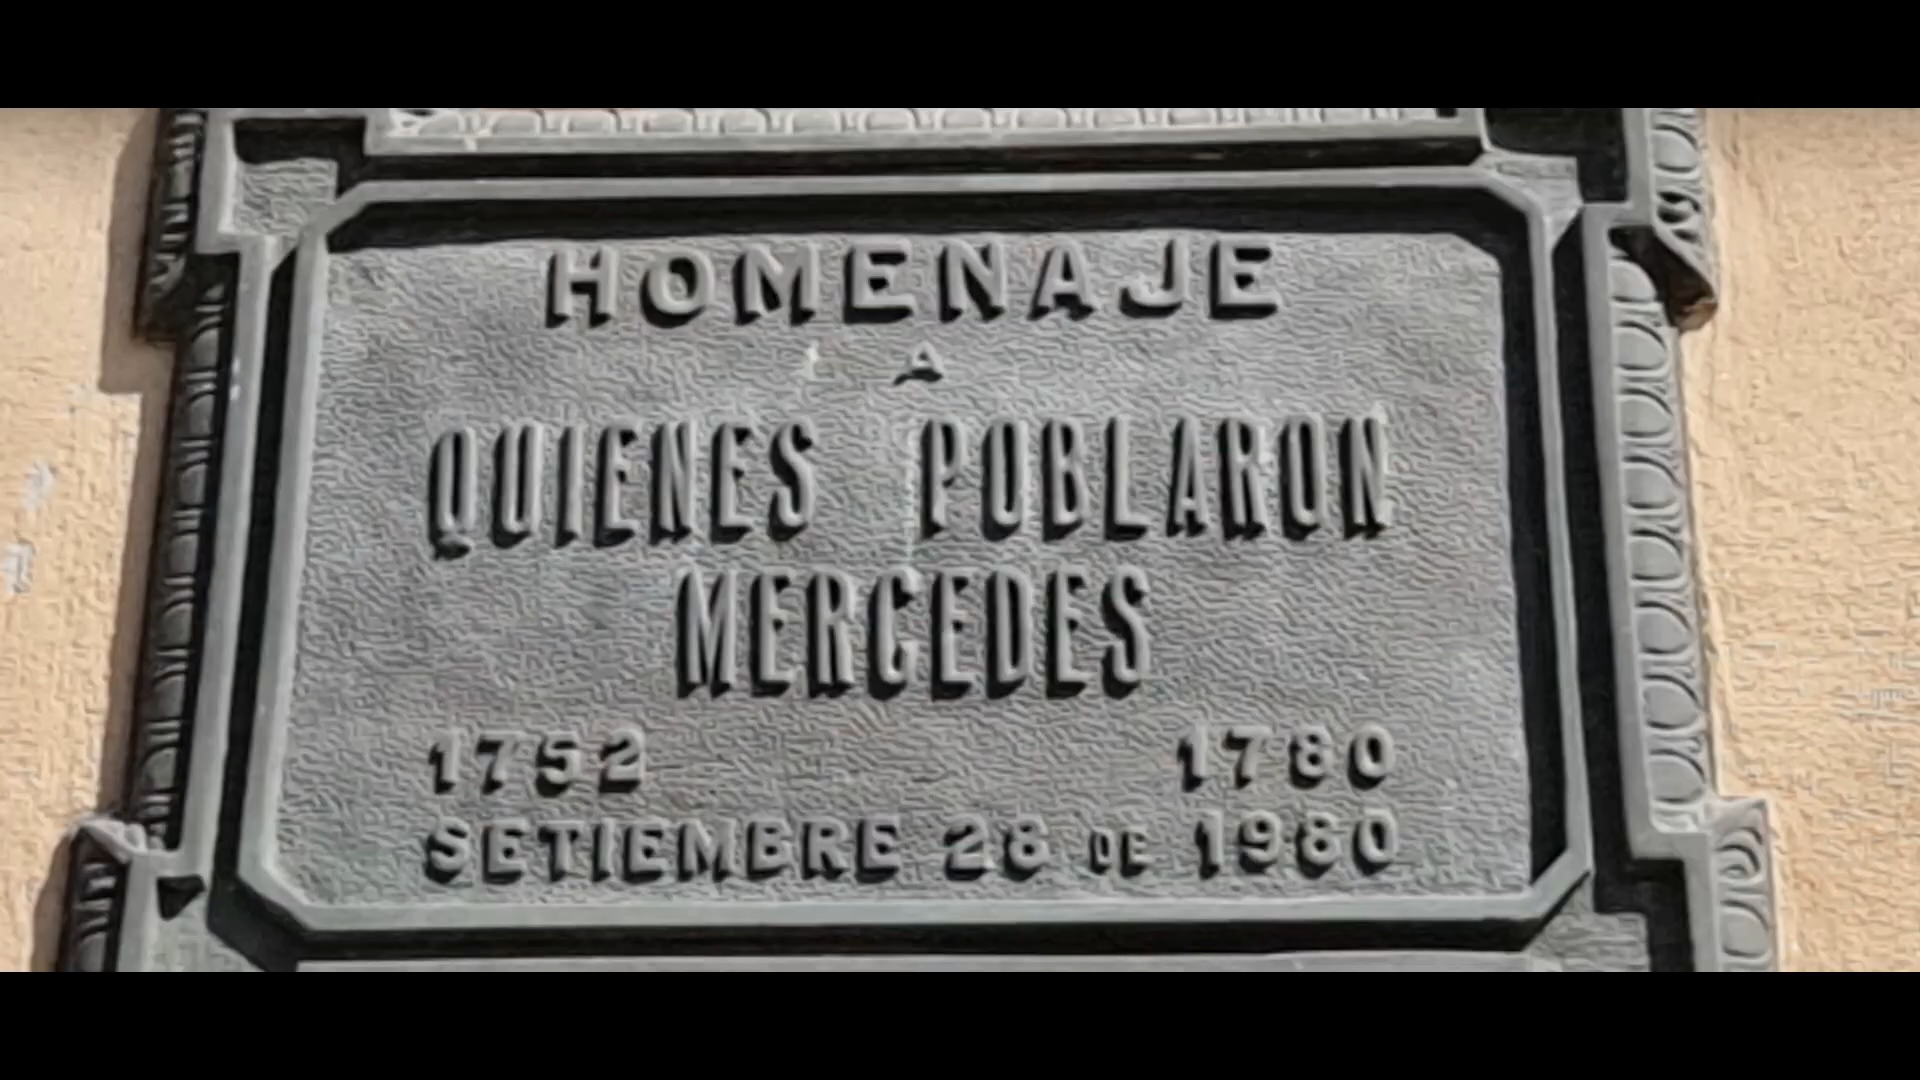 HOMENAJE
A
QUIENES POBLARON
MERCEDES
1752 1780
SETIEMBRE 28 DE 1980